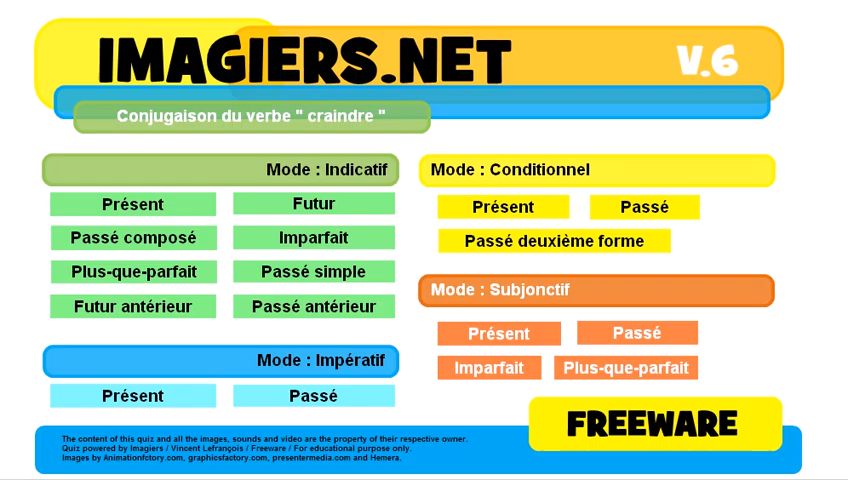 IMAGIERS.NET
V.6
Conjugaison du verbe " craindre "
Mode : Indicatif
Présent
Futur
Passé composé
Imparfait
Plus-que-parfait
Passé simple
Futur antérieur
Passé antérieur
Mode : Impératif
Présent
Passé
Mode : Conditionnel
Présent
Passé
Passé deuxième forme
Mode : Subjonctif
Présent
Passé
Imparfait
Plus-que-parfait
FREEWARE
The content of this quiz and all the images, sounds and video are the property of their respective owner.
Quiz powered by Imagiers / Vincent Lefrançois / Freeware / For educational purpose only.
Images by Animationfctory.com, graphicsfactory.com, presentermedia.com and Hemera.